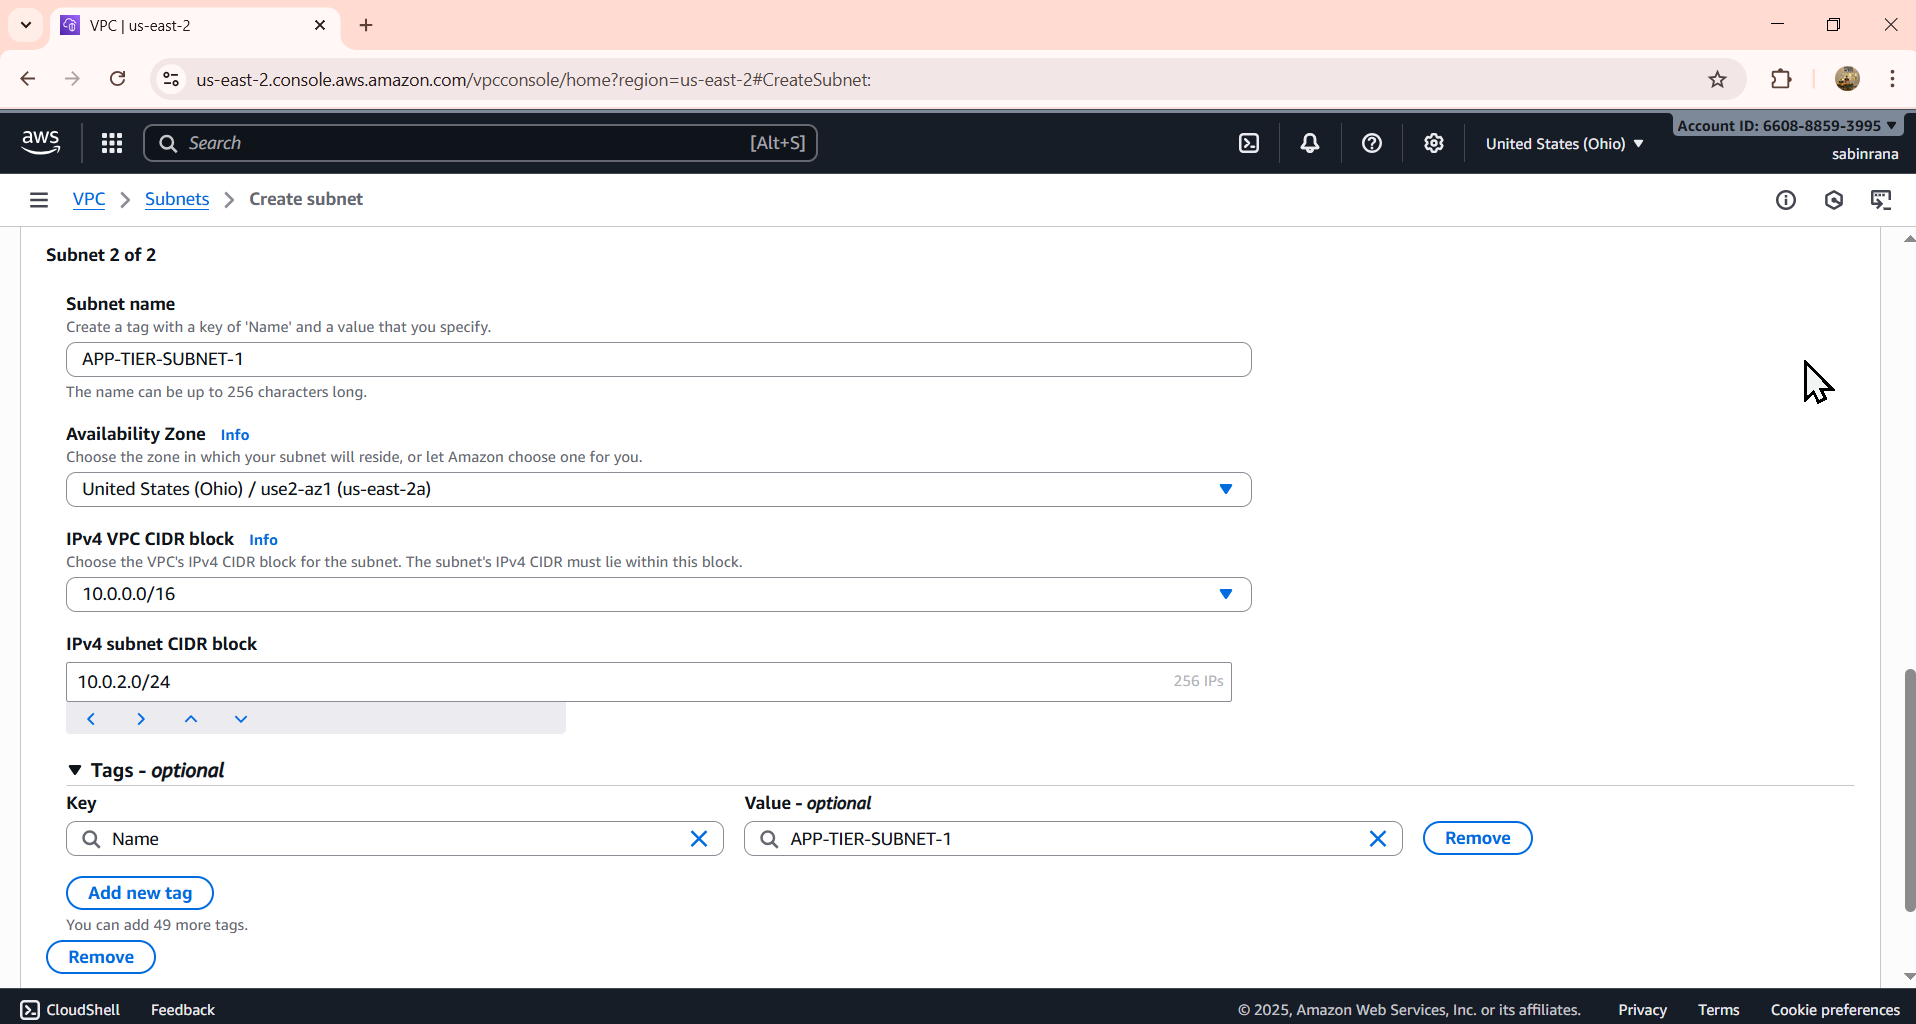 VPC | us-east-2
us-east-2.console.aws.amazon.com/vpcconsole/home?region=us-east-2#CreateSubnet:
aws
Search
[Alt+S]
United States (Ohio)
Account ID: 6608-8859-3995
sabinrana
VPC
Subnets
Create subnet
Subnet 2 of 2
Subnet name
Create a tag with a key of 'Name' and a value that you specify.
APP-TIER-SUBNET-1
The name can be up to 256 characters long.
Availability Zone Info
Choose the zone in which your subnet will reside, or let Amazon choose one for you.
United States (Ohio) / use2-az1 (us-east-2a)
IPv4 VPC CIDR block Info
Choose the VPC's IPv4 CIDR block for the subnet. The subnet's IPv4 CIDR must lie within this block.
10.0.0.0/16
IPv4 subnet CIDR block
10.0.2.0/24
256 IPs
Tags - optional
Key
Value - optional
Name
APP-TIER-SUBNET-1
Remove
Add new tag
You can add 49 more tags.
Remove
CloudShell
Feedback
© 2025, Amazon Web Services, Inc. or its affiliates.
Privacy
Terms
Cookie preferences